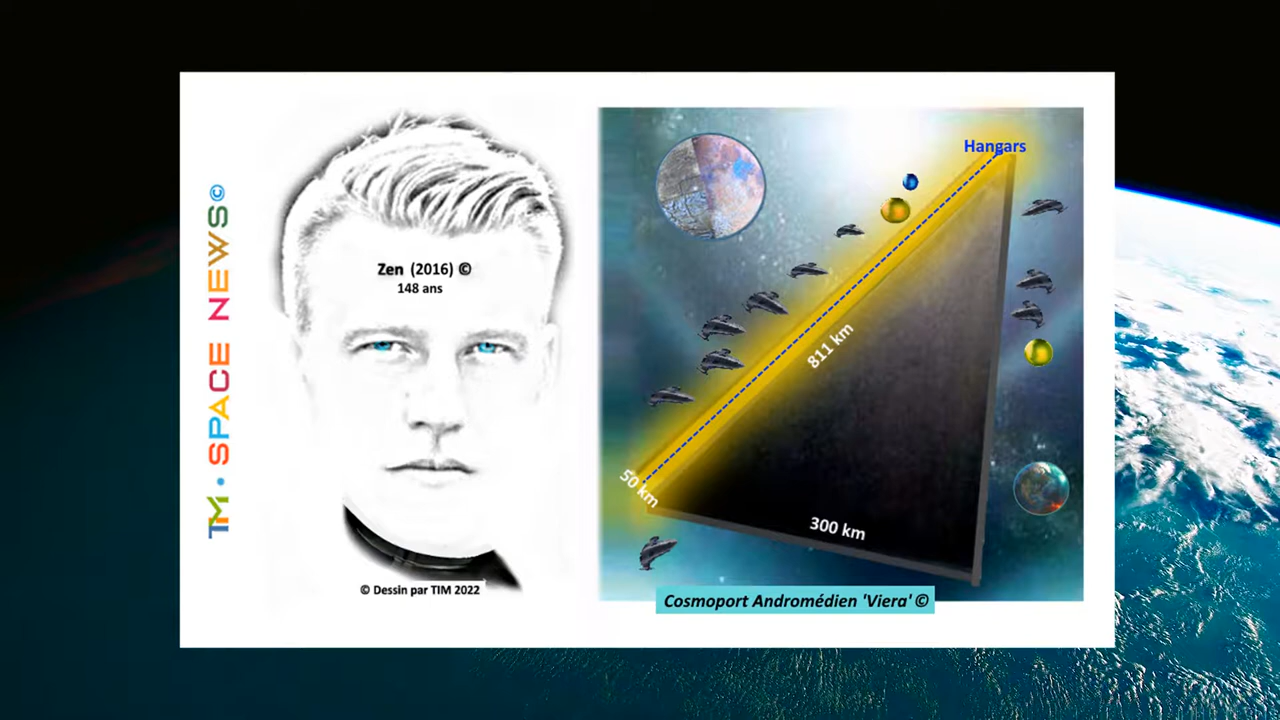 TM • SPACE NEWS©
Zen (2016) ©
148 ans
© Dessin par TIM 2022
Hangars
811 km
50 km
300 km
Cosmoport Andromédien 'Viera' ©